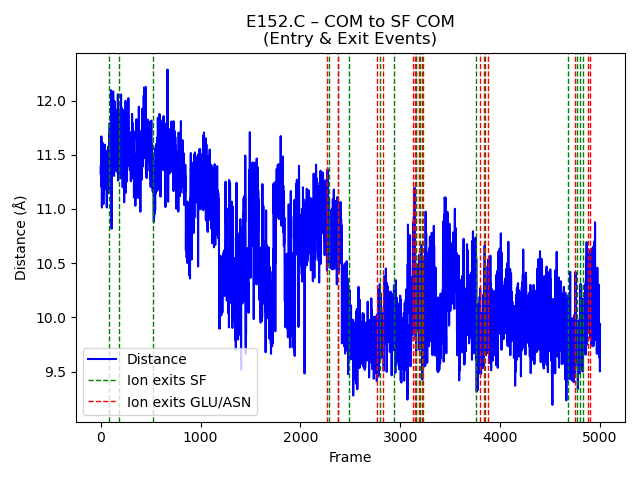 E152.C – COM to SF COM
(Entry & Exit Events)
Distance (Å)
12.0
11.5
11.0
10.5
10.0
9.5
Distance
Ion exits SF
Ion exits GLU/ASN
0
1000
2000
3000
4000
5000
Frame